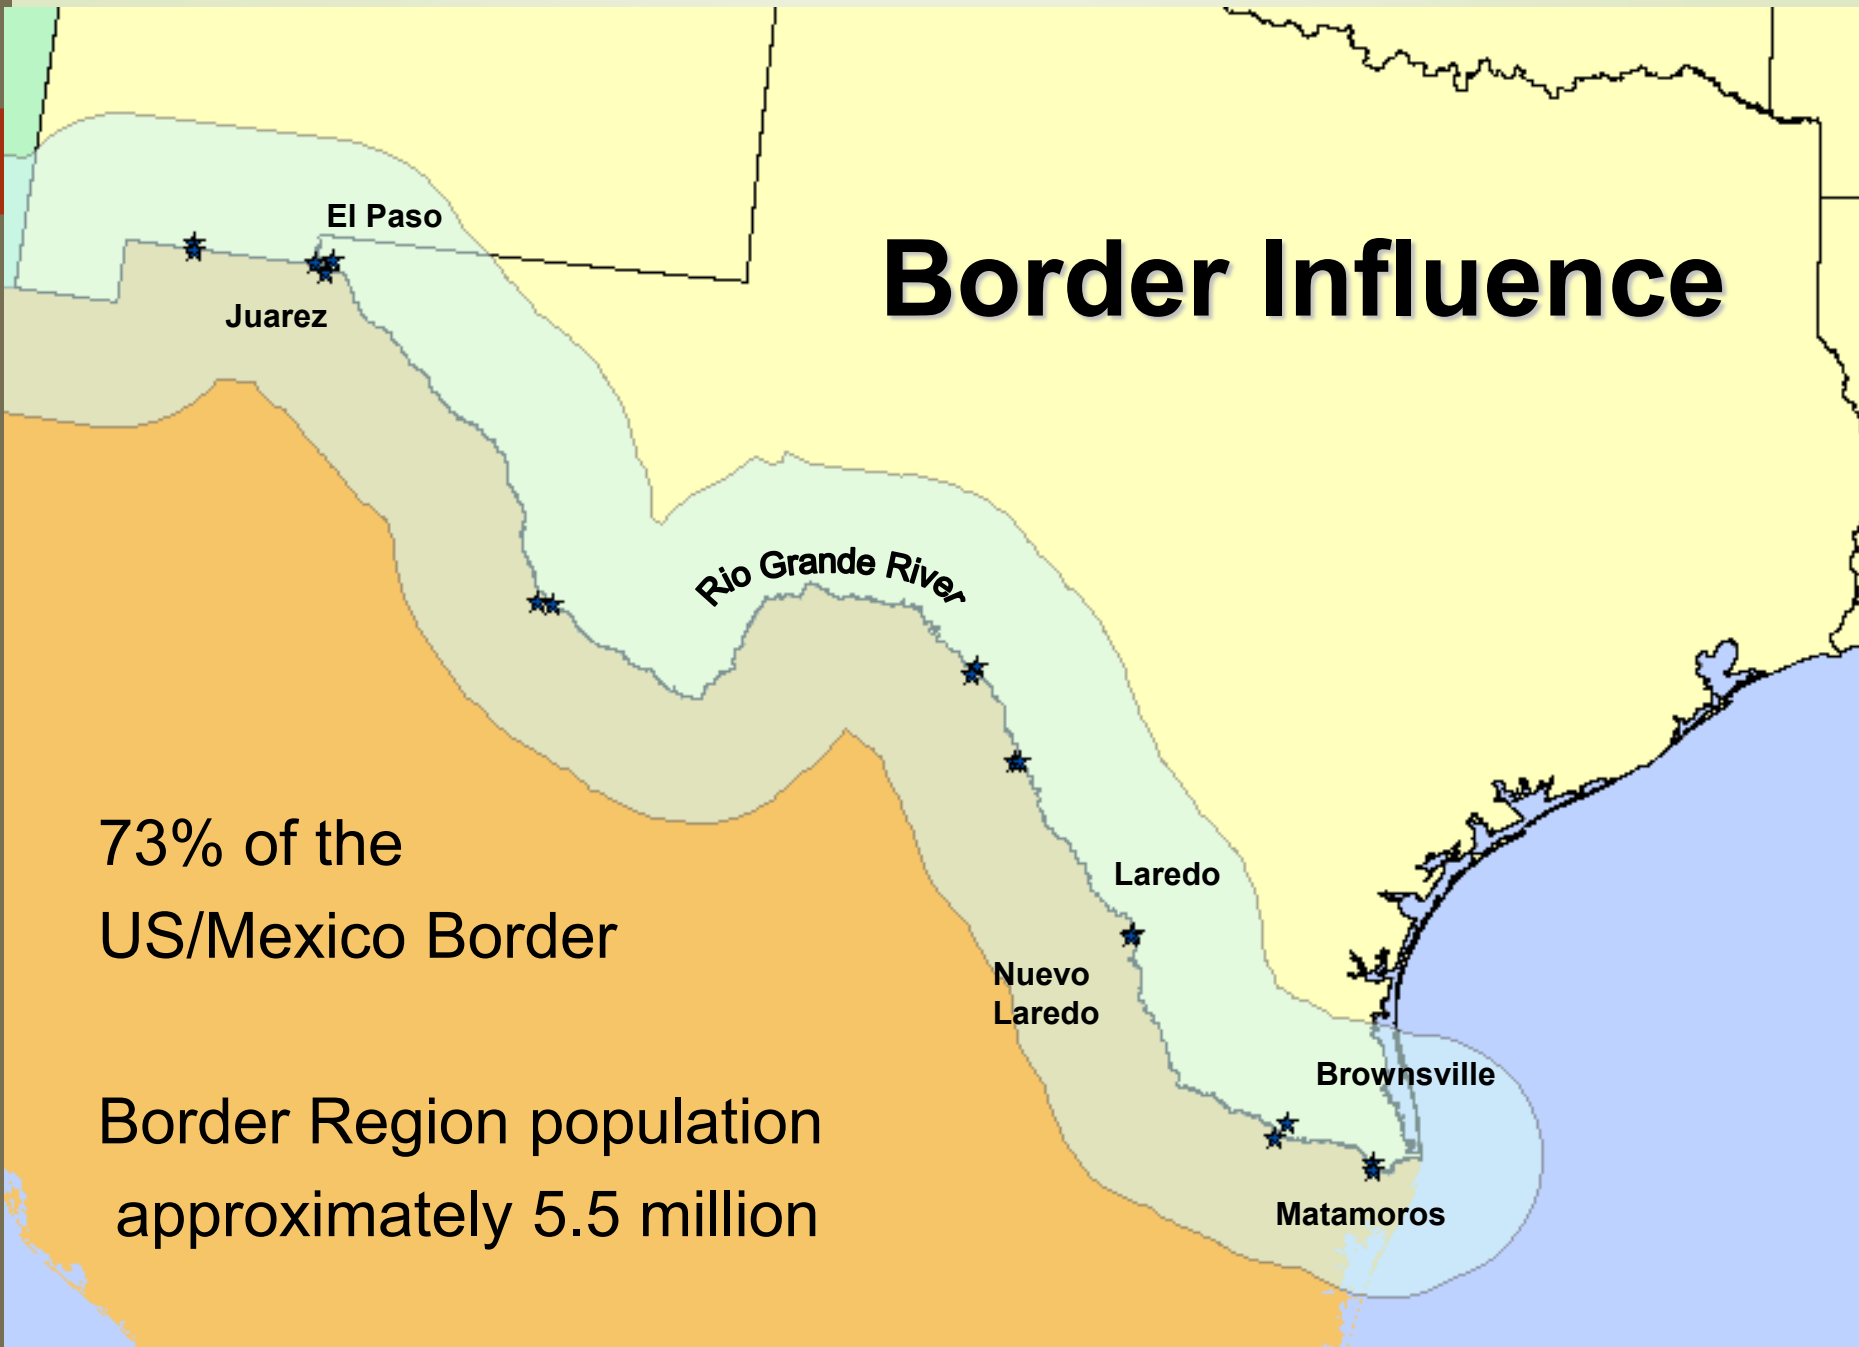 El Paso
Border Influence
Juarez
Rio Grande River
73% of the
US/Mexico Border
Laredo
Nuevo
Laredo
Brownsville
Border Region population
approximately 5.5 million
Matamoros